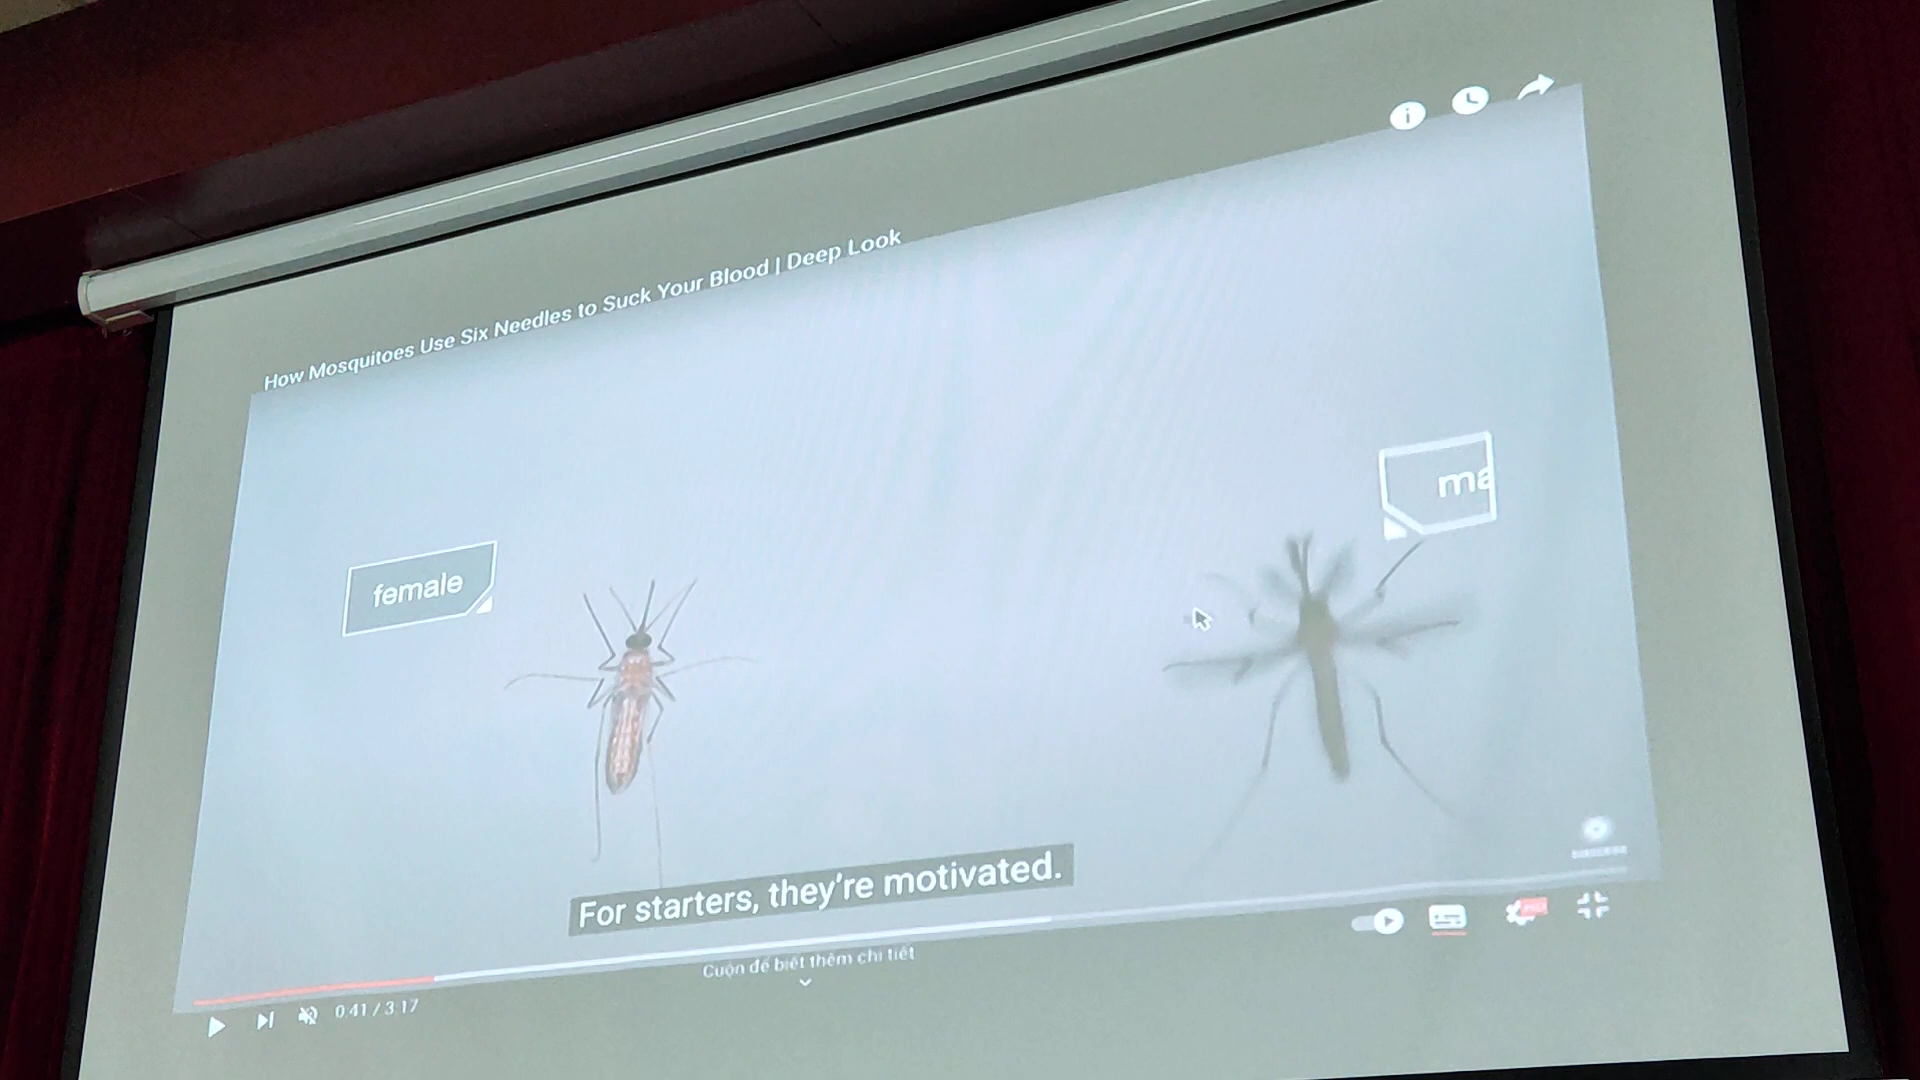 How Mosquitoes Use Six Needles to Suck Your Blood | Deep Look
ma
female
For starters, they're motivated.
Cuộn để biết thêm chi tiết
0:41 / 3:17